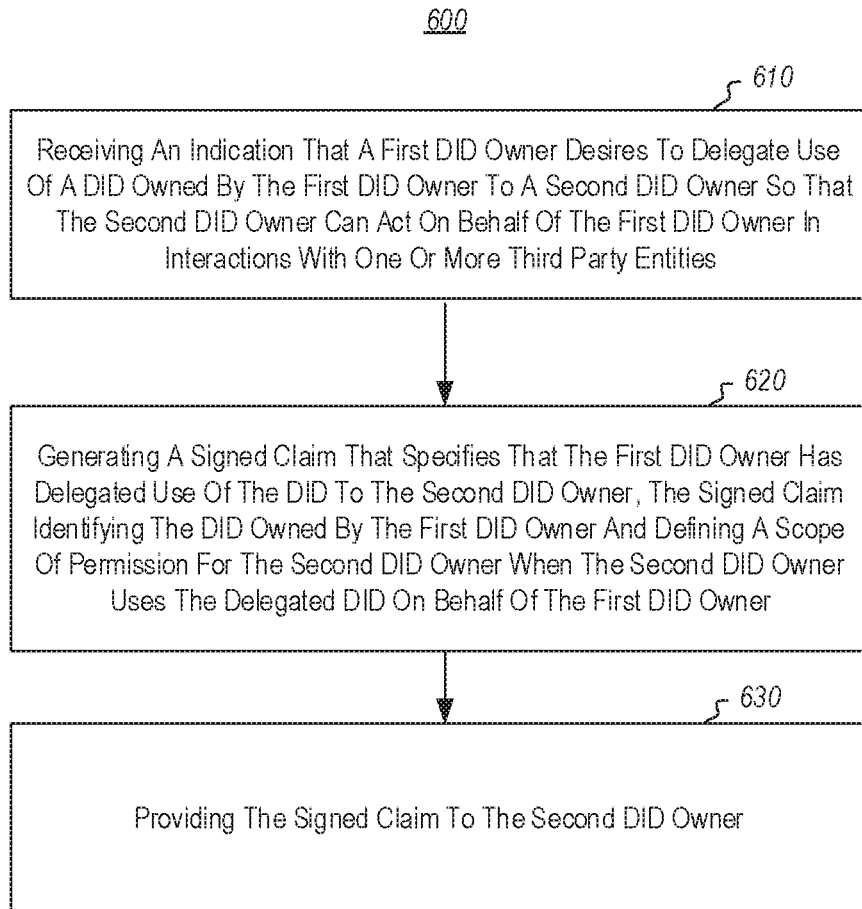 600
610
Receiving An Indication That A First DID Owner Desires To Delegate Use
Of A DID Owned By The First DID Owner To A Second DID Owner So That
The Second DID Owner Can Act On Behalf Of The First DID Owner In
Interactions With One Or More Third Party Entities
620
Generating A Signed Claim That Specifies That The First DID Owner Has
Delegated Use Of The DID To The Second DID Owner, The Signed Claim
Identifying The DID Owned By The First DID Owner And Defining A Scope
Of Permission For The Second DID Owner When The Second DID Owner
Uses The Delegated DID On Behalf Of The First DID Owner
630
Providing The Signed Claim To The Second DID Owner